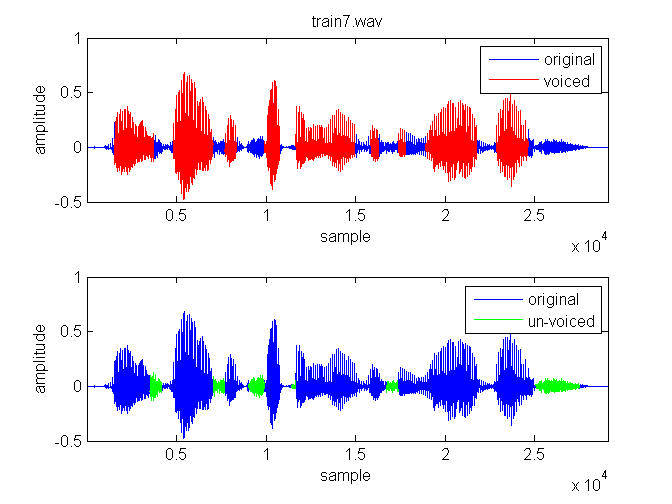 train7.wav
1
0.5
0
-0.5
amplitude
original
voiced
0.5 1 1.5 2 2.5
sample
x 10^4
1
0.5
0
-0.5
amplitude
original
un-voiced
0.5 1 1.5 2 2.5
sample
x 10^4